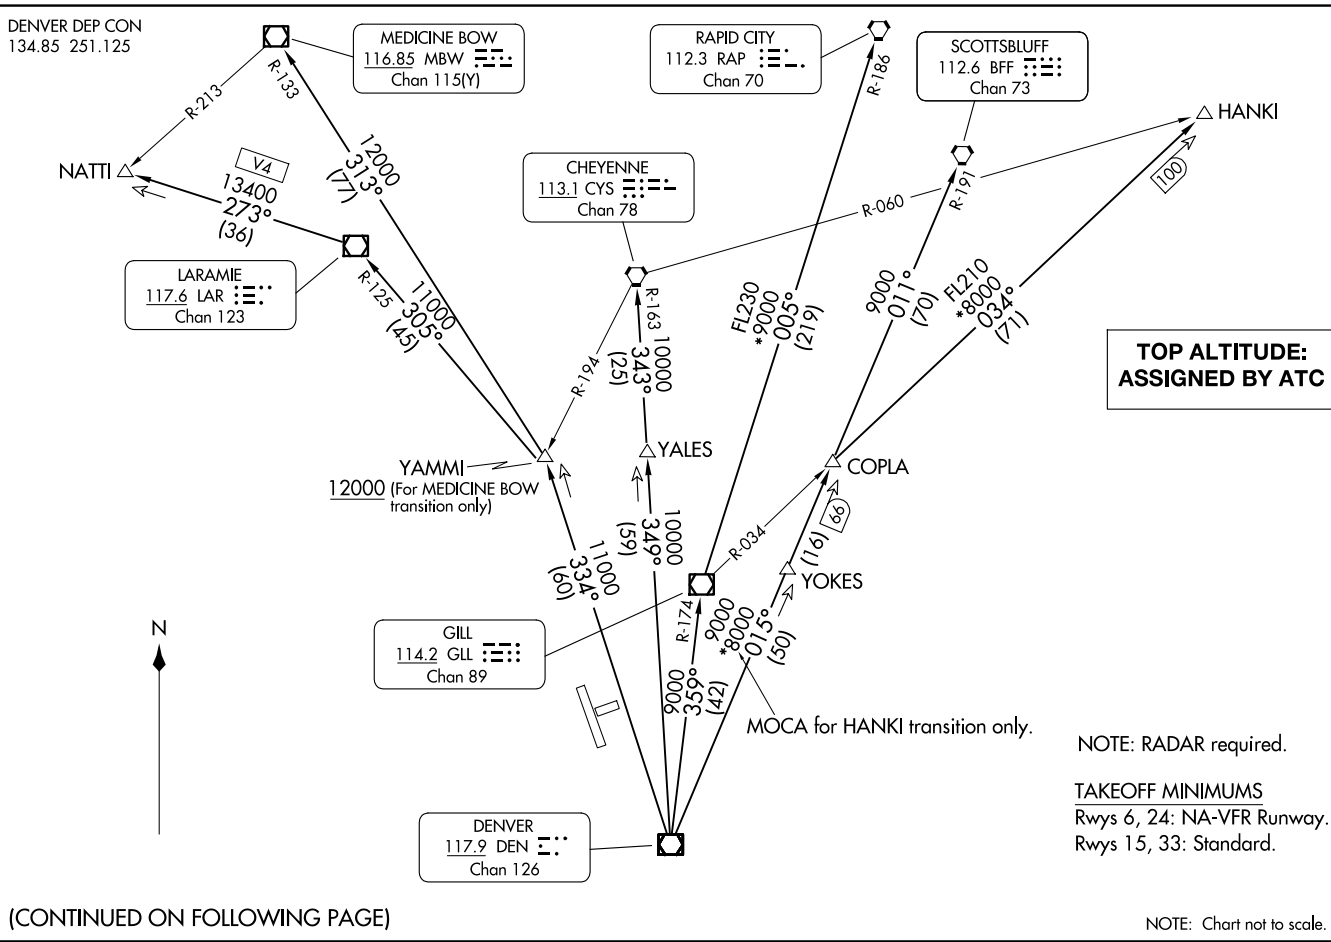 DENVER DEP CON
134.85 251.125
MEDICINE BOW
116.85 MBW
Chan 115(Y)
RAPID CITY
112.3 RAP
Chan 70
SCOTTSBLUFF
112.6 BFF
Chan 73
R-133
R-213
R-186
HANKI
NATTI
V4
13400
273°
(36)
12000
313°
(77)
CHEYENNE
113.1 CYS
Chan 78
R-191
100
R-060
LARAMIE
117.6 LAR
Chan 123
R-125
11000
305°
(45)
R-163
10000
343°
(25)
R-194
FL230
*9000
005°
(219)
9000
011°
(70)
FL210
*8000
034°
(71)
TOP ALTITUDE:
ASSIGNED BY ATC
YAMMI
12000 (For MEDICINE BOW
transition only)
YALES
COPLA
11000
334°
(60)
10000
349°
(59)
R-034
66
(16)
YOKES
N
GILL
114.2 GLL
Chan 89
R-174
9000
359°
(42)
9000
*8000
015°
(50)
MOCA for HANKI transition only.
NOTE: RADAR required.
TAKEOFF MINIMUMS
Rwys 6, 24: NA-VFR Runway.
Rwys 15, 33: Standard.
DENVER
117.9 DEN
Chan 126
(CONTINUED ON FOLLOWING PAGE)
NOTE: Chart not to scale.